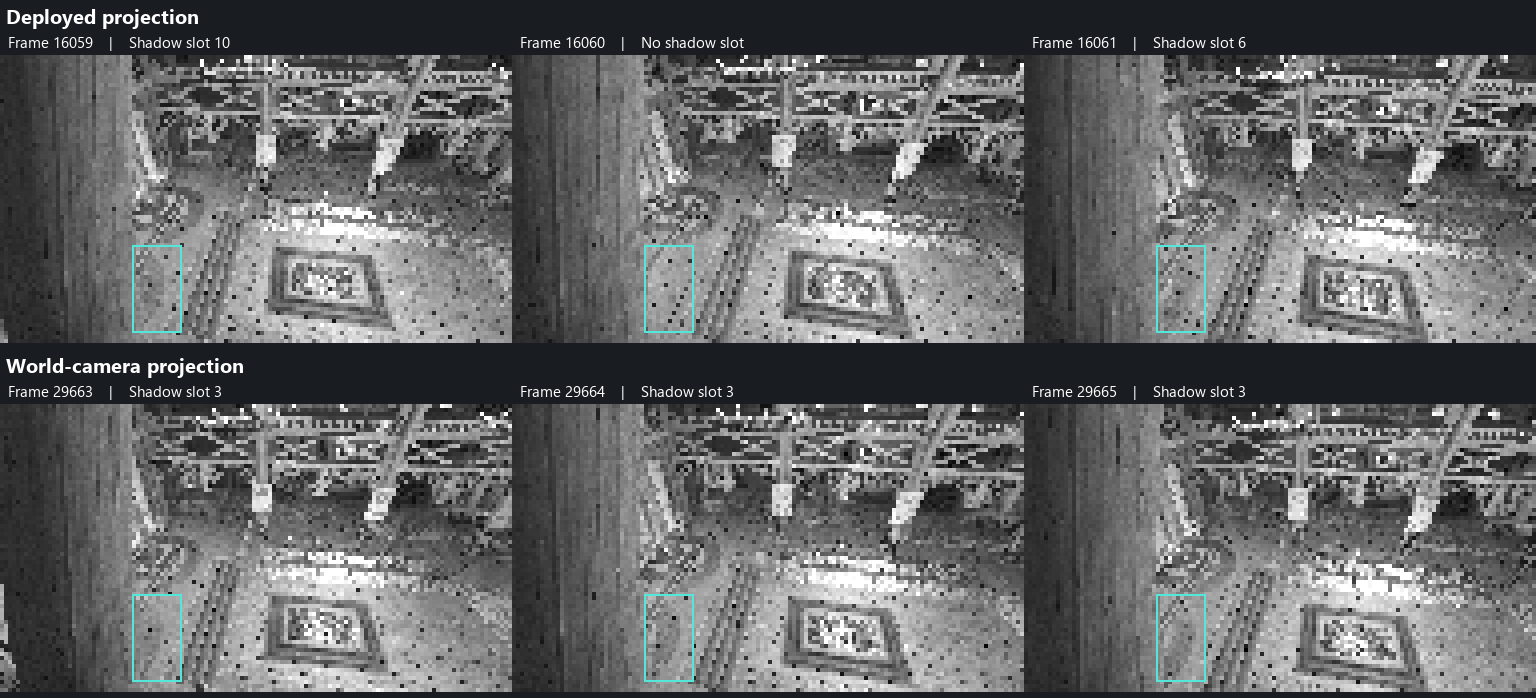 Deployed projection
Frame 16059 | Shadow slot 10
Frame 16060 | No shadow slot
Frame 16061 | Shadow slot 6
World-camera projection
Frame 29663 | Shadow slot 3
Frame 29664 | Shadow slot 3
Frame 29665 | Shadow slot 3